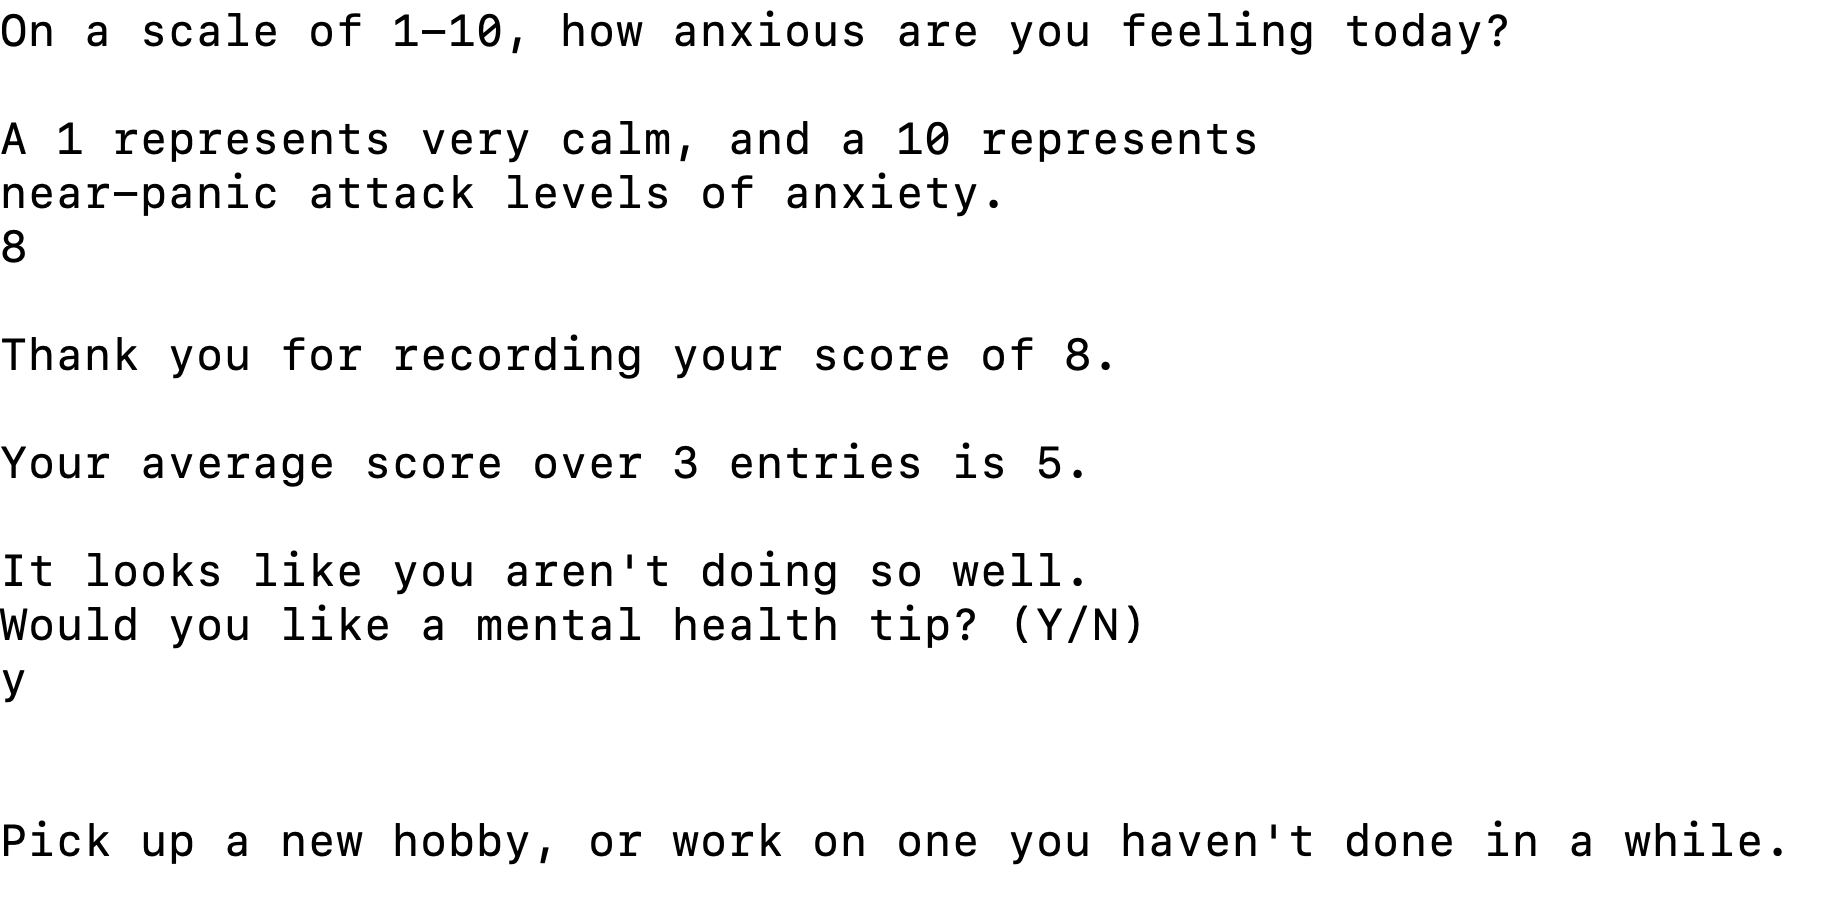 On a scale of 1–10, how anxious are you feeling today?
A 1 represents very calm, and a 10 represents
near–panic attack levels of anxiety.
8
Thank you for recording your score of 8.
Your average score over 3 entries is 5.
It looks like you aren't doing so well.
Would you like a mental health tip? (Y/N)
y
Pick up a new hobby, or work on one you haven't done in a while.